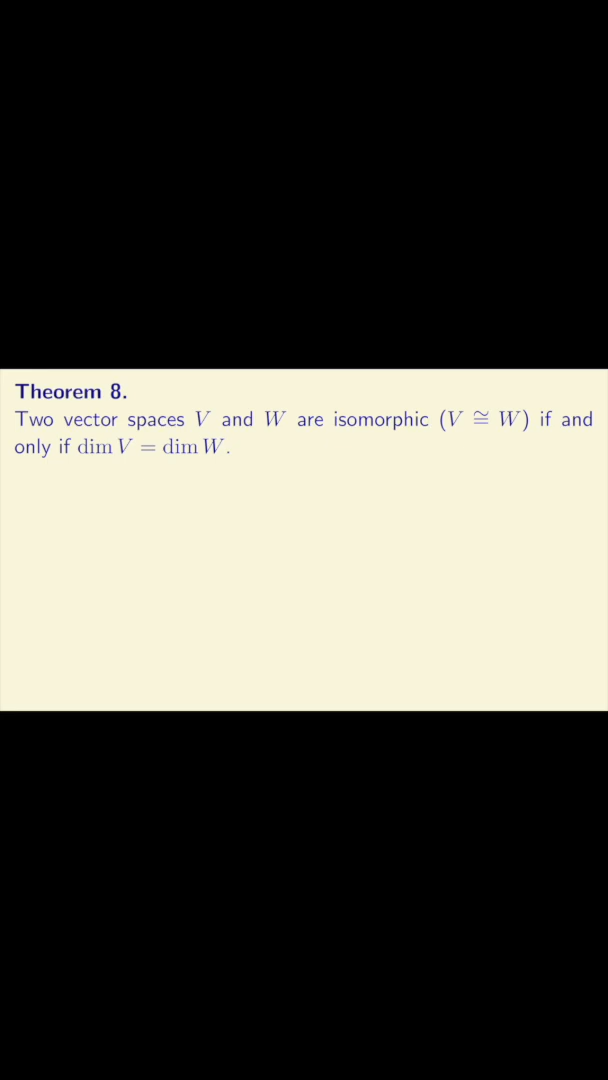 Theorem 8.
Two vector spaces V and W are isomorphic (V ≅ W) if and
only if dim V = dim W.